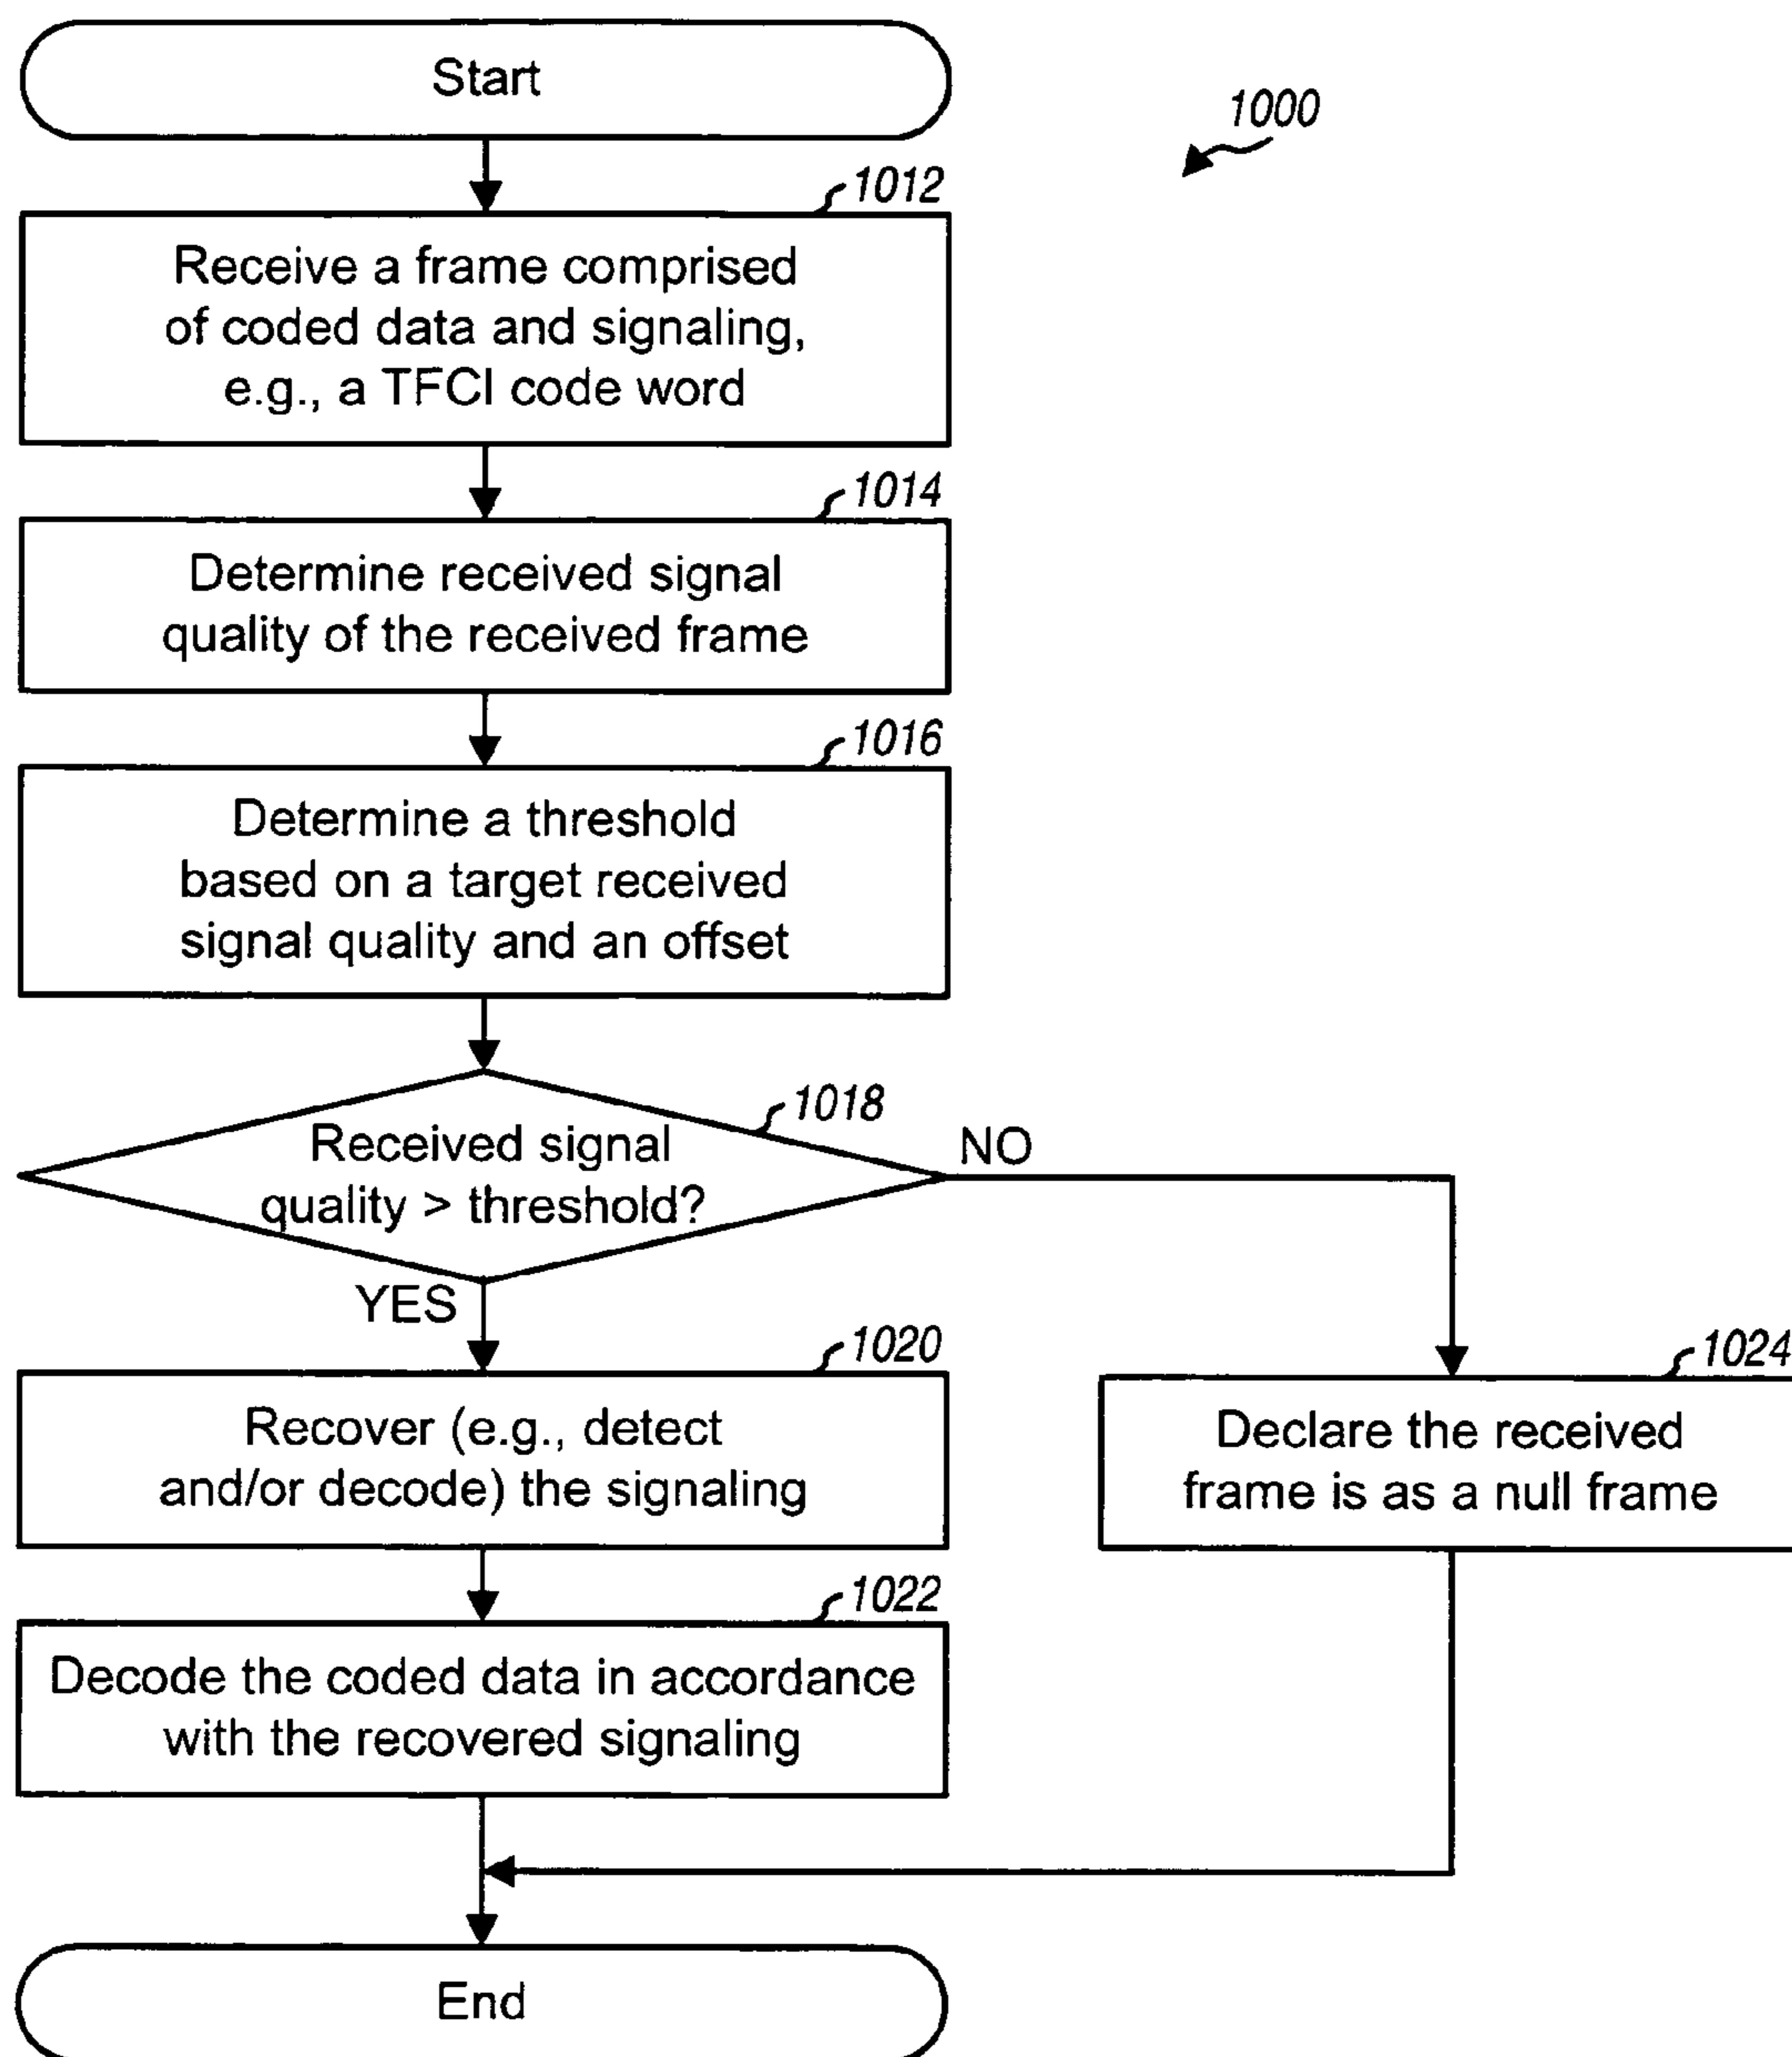 Start
1000
1012
Receive a frame comprised
of coded data and signaling,
e.g., a TFCI code word
1014
Determine received signal
quality of the received frame
1016
Determine a threshold
based on a target received
signal quality and an offset
1018
Received signal
quality > threshold?
NO
YES
1020
Recover (e.g., detect
and/or decode) the signaling
1024
Declare the received
frame is as a null frame
1022
Decode the coded data in accordance
with the recovered signaling
End